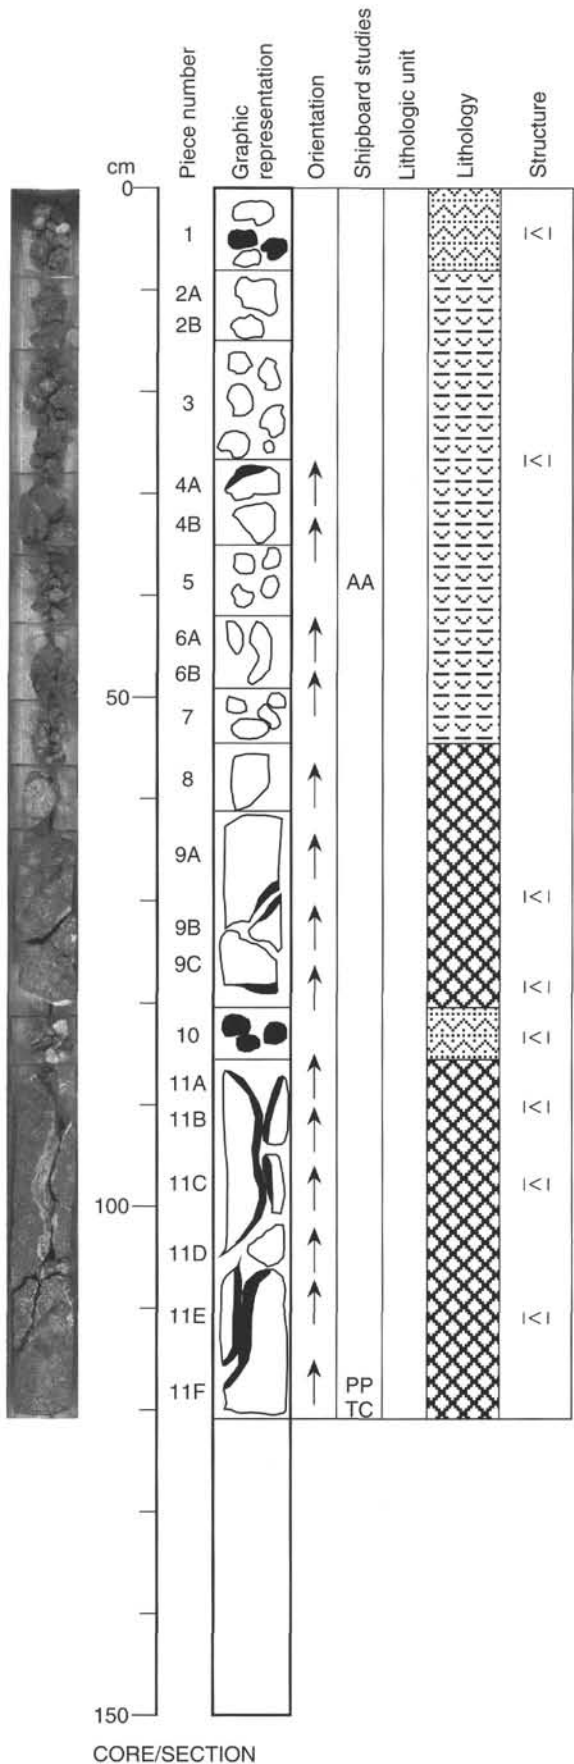 cm
Piece number
Graphic
representation
Orientation
Shipboard studies
Lithologic unit
Lithology
Structure
0
1
2A
2B
3
4A
4B
5
AA
6A
6B
50
7
8
9A
9B
9C
10
11A
11B
11C
100
11D
11E
11F
PP
TC
150
CORE/SECTION